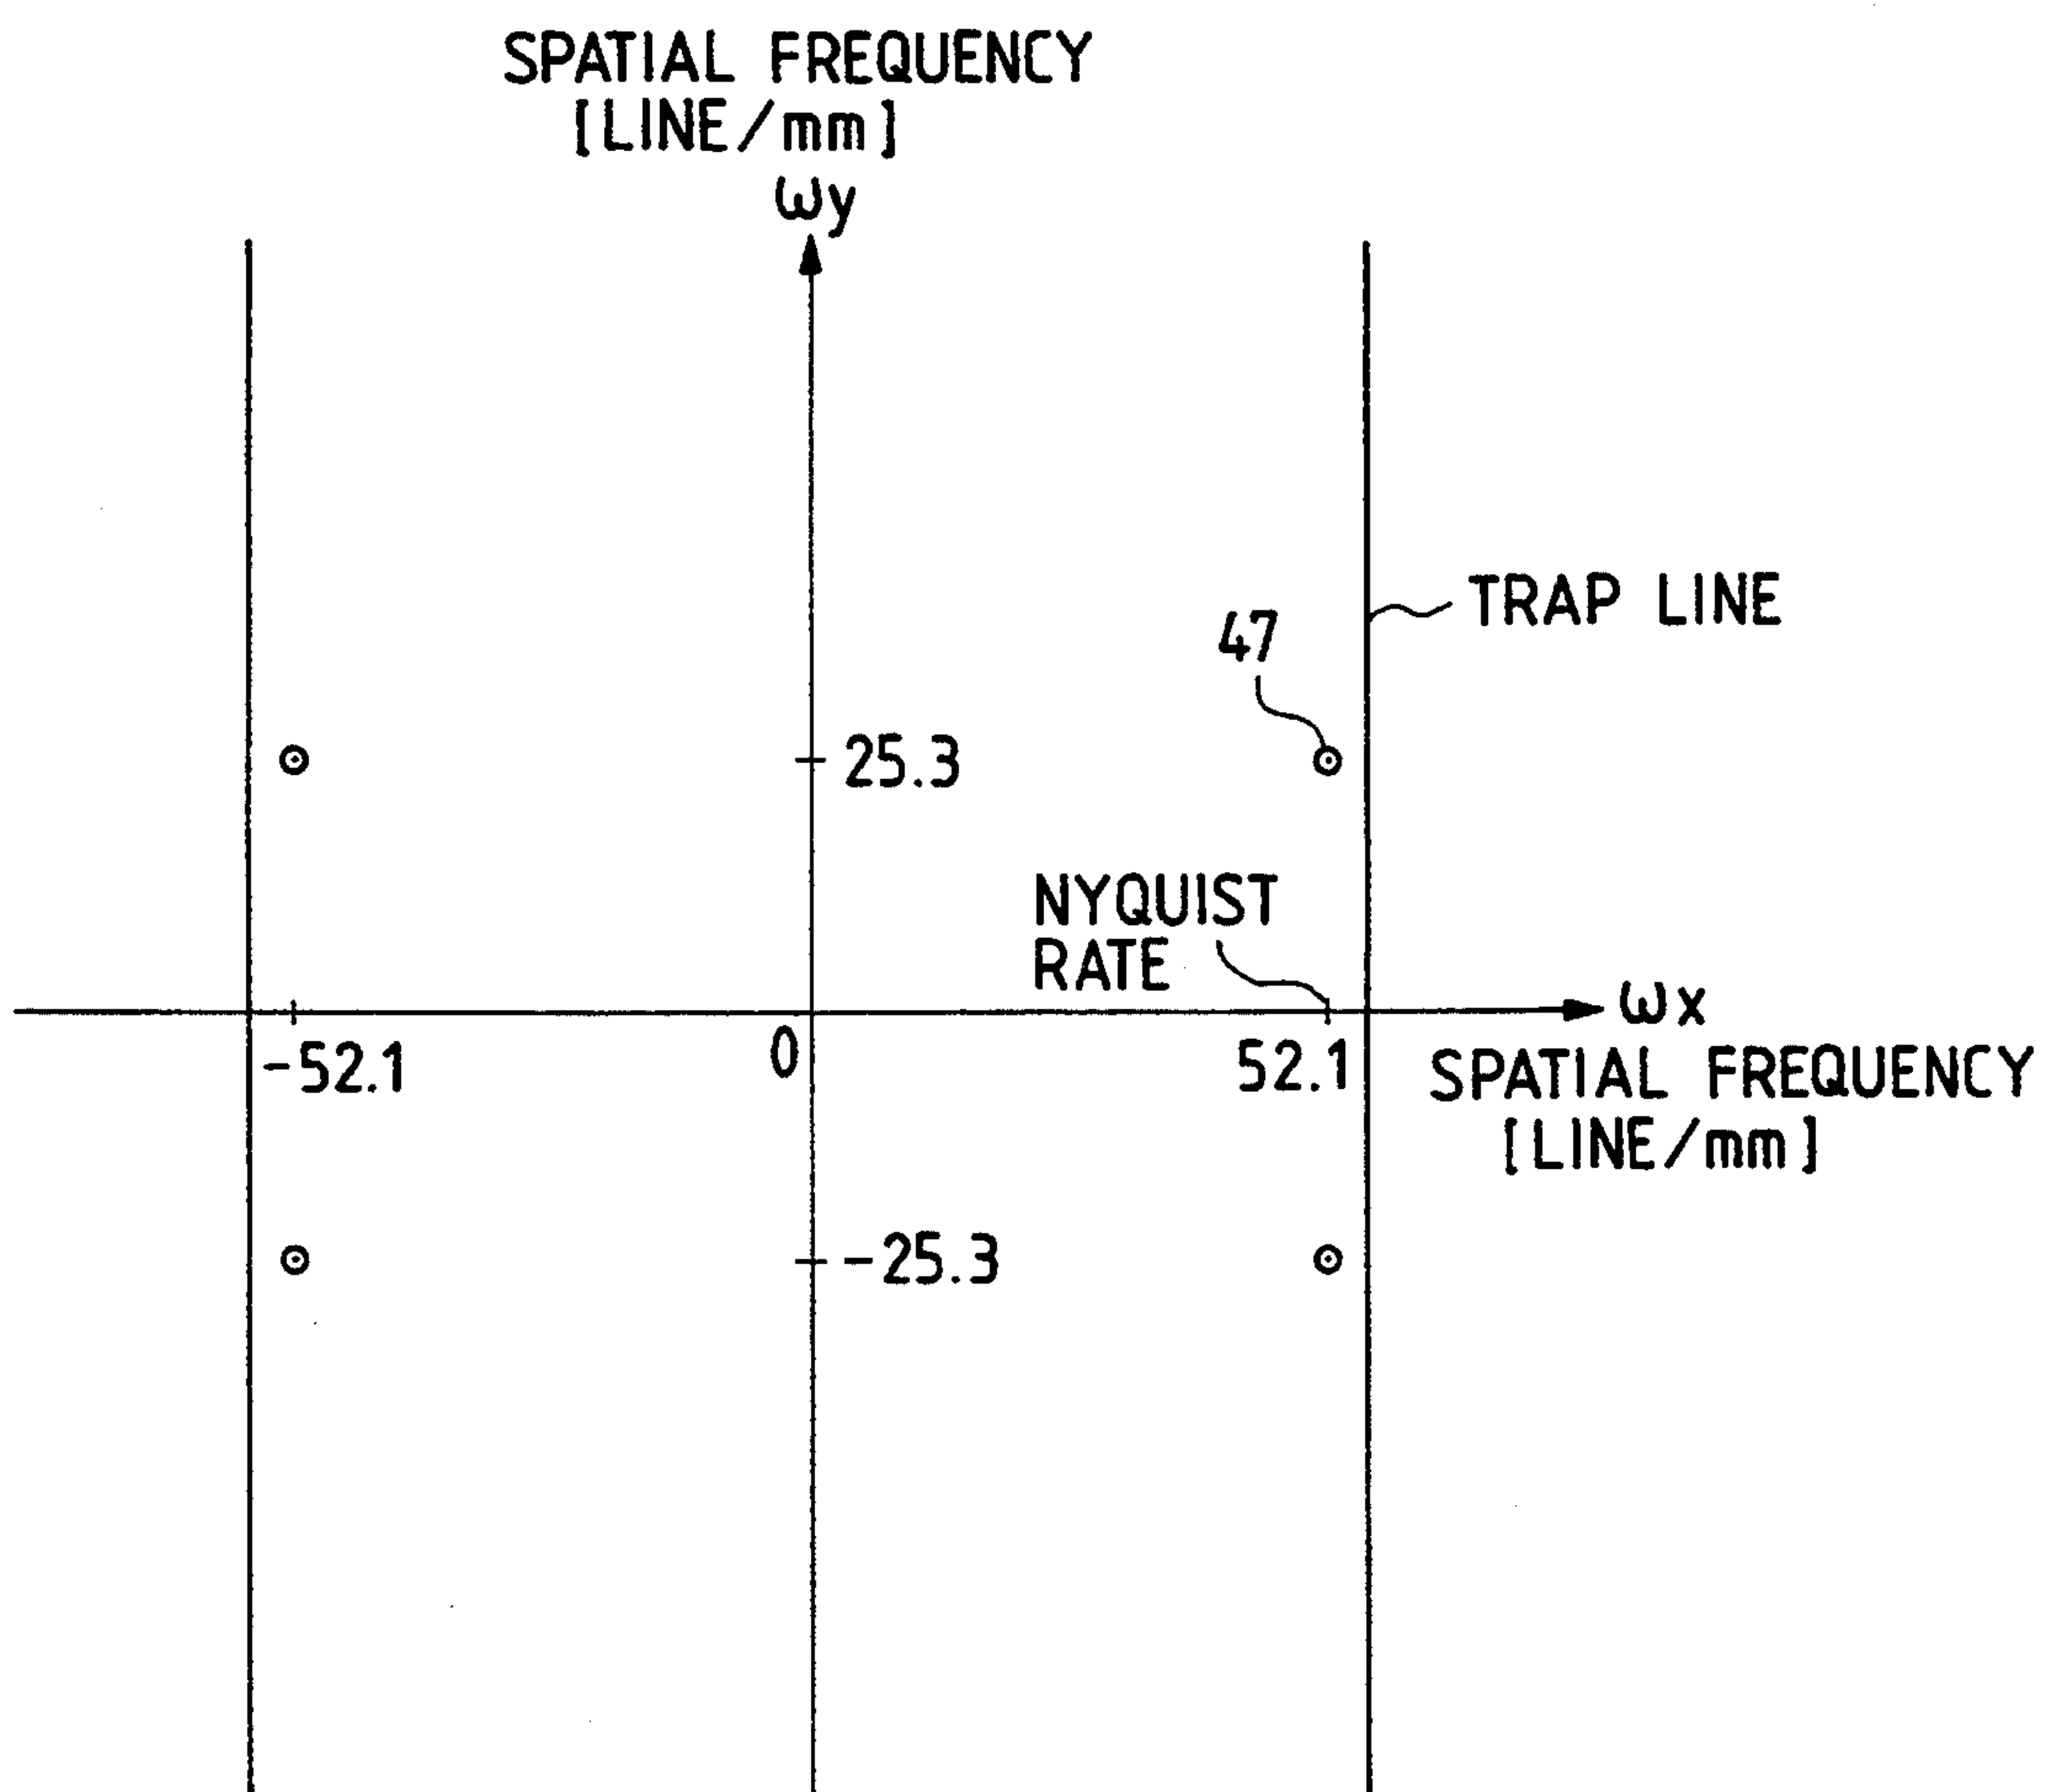 SPATIAL FREQUENCY
[LINE/mm]
ωy
TRAP LINE
47
25.3
NYQUIST
RATE
ωx
-52.1
0
52.1
SPATIAL FREQUENCY
[LINE/mm]
-25.3